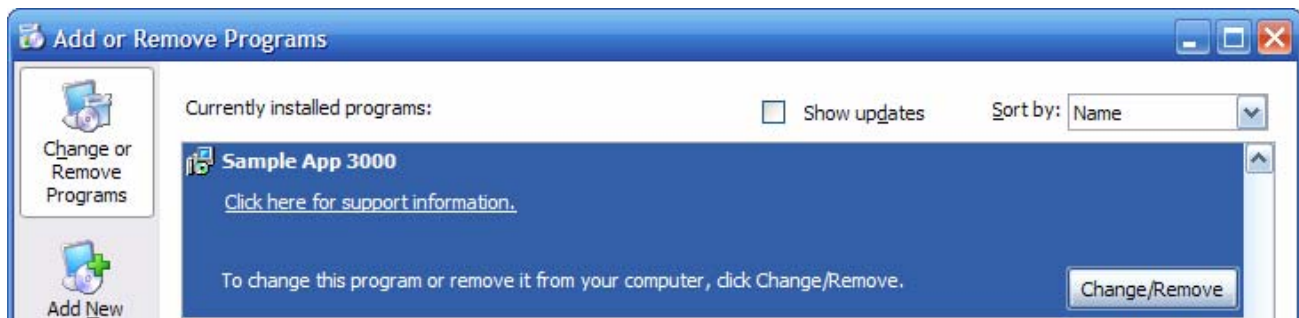 Add or Remove Programs
Change or
Remove
Programs
Currently installed programs:
Show updates
Sort by:
Name
Sample App 3000
Click here for support information.
To change this program or remove it from your computer, click Change/Remove.
Change/Remove
Add New